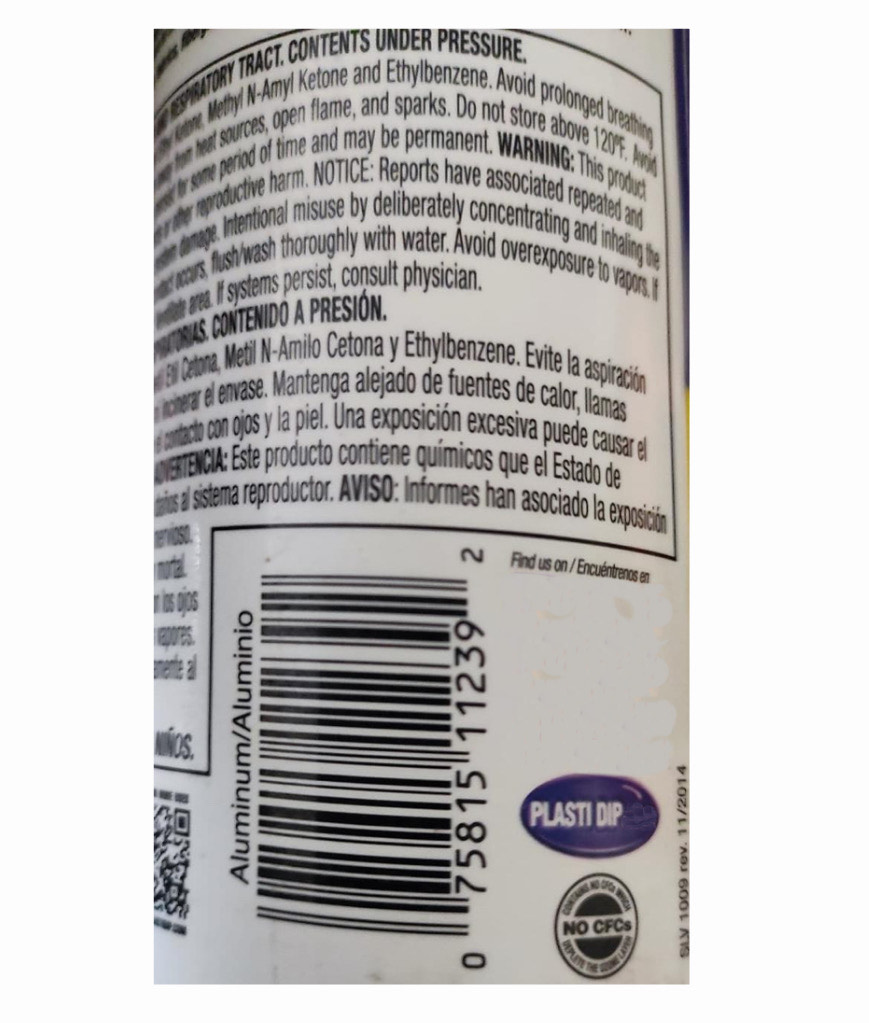 RESPIRATORY TRACT. CONTENTS UNDER PRESSURE.
Ketone, Methyl N-Amyl Ketone and Ethylbenzene. Avoid prolonged breathing
from heat sources, open flame, and sparks. Do not store above 120°F. Avoid
for some period of time and may be permanent. WARNING: This product
or other reproductive harm. NOTICE: Reports have associated repeated and
damage. Intentional misuse by deliberately concentrating and inhaling the
occurs, flush/wash thoroughly with water. Avoid overexposure to vapors. If
area. If systems persist, consult physician.
CONTENIDO A PRESIÓN.
Etil Cetona, Metil N-Amilo Cetona y Ethylbenzene. Evite la aspiración
incinerar el envase. Mantenga alejado de fuentes de calor, llamas
el contacto con ojos y la piel. Una exposición excesiva puede causar el
ADVERTENCIA: Este producto contiene químicos que el Estado de
daños al sistema reproductor. AVISO: Informes han asociado la exposición
nervioso.
mortal.
los ojos
vapores.
al
NIÑOS.
Aluminum/Aluminio
0 75815 11239 2
Find us on / Encuéntrenos en
PLASTI DIP
NO CFCs
SLV 1009 rev. 11/2014